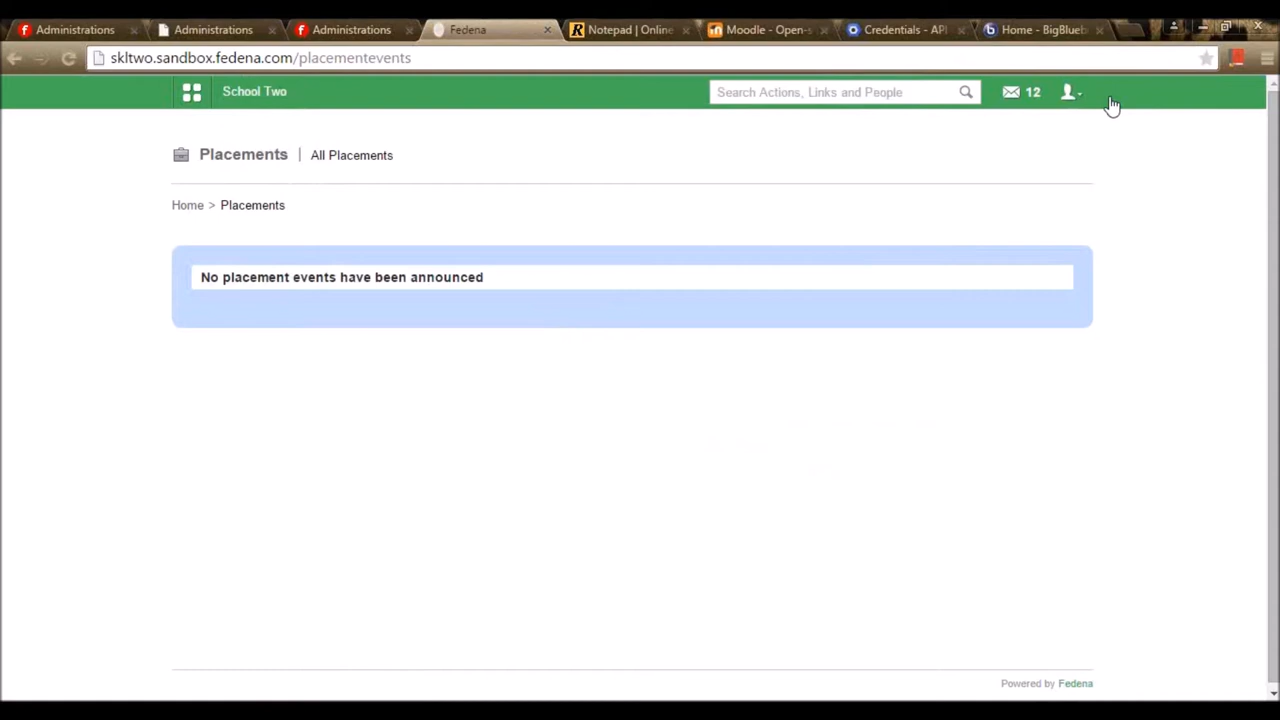 Administrations
Administrations
Administrations
Fedena
Notepad | Online
Moodle - Open-s
Credentials - API
Home - BigBlueb
skltwo.sandbox.fedena.com/placementevents
School Two
Search Actions, Links and People
12
Placements | All Placements
Home > Placements
No placement events have been announced
Powered by Fedena